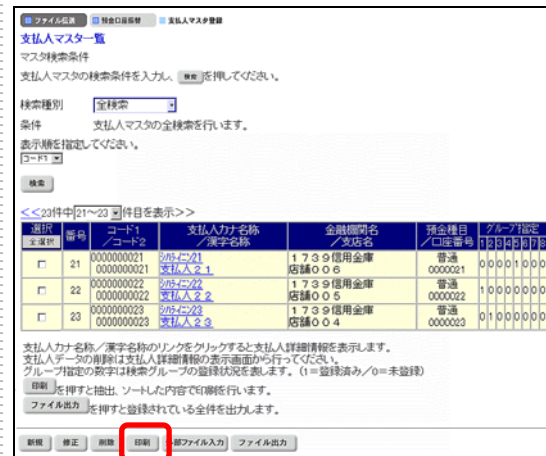 ファイル伝送 預金口座振替 支払人マスタ登録
支払人マスター覧
マスタ検索条件
支払人マスタの検索条件を入力し、 検索 を押してください。
検索種別 全検索
条件 支払人マスタの全検索を行います。
表示順を指定してください。
コード1
検索
<<23件中 21～23 件目を表示>>
選択 番号 コード1 支払人カナ名称 金融機関名 預金種目 グループ指定
全選択 ／コード2 ／漢字名称 ／支店名 ／口座番号 1 2 3 4 5 6 7 8
21 0000000021 ｼﾊﾗｲﾆﾝ21 １７３９信用金庫 普通 0 0 0 0 1 0 0 0
0000000021 支払人２１ 店舗００６ 0000021
22 0000000022 ｼﾊﾗｲﾆﾝ22 １７３９信用金庫 普通 1 0 0 0 0 0 0 0
0000000022 支払人２２ 店舗００５ 0000022
23 0000000023 ｼﾊﾗｲﾆﾝ23 １７３９信用金庫 普通 0 1 0 0 0 0 0 0
0000000023 支払人２３ 店舗００４ 0000023
支払人カナ名称／漢字名称のリンクをクリックすると支払人詳細情報を表示します。
支払人データの削除は支払人詳細情報の表示画面から行ってください。
グループ指定の数字は検索グループの登録状況を表します。（1＝登録済み／0＝未登録）
印刷 を押すと抽出、ソートした内容で印刷を行います。
ファイル出力 を押すと登録されている全件を出力します。
新規 修正 削除 印刷 部ファイル入力 ファイル出力